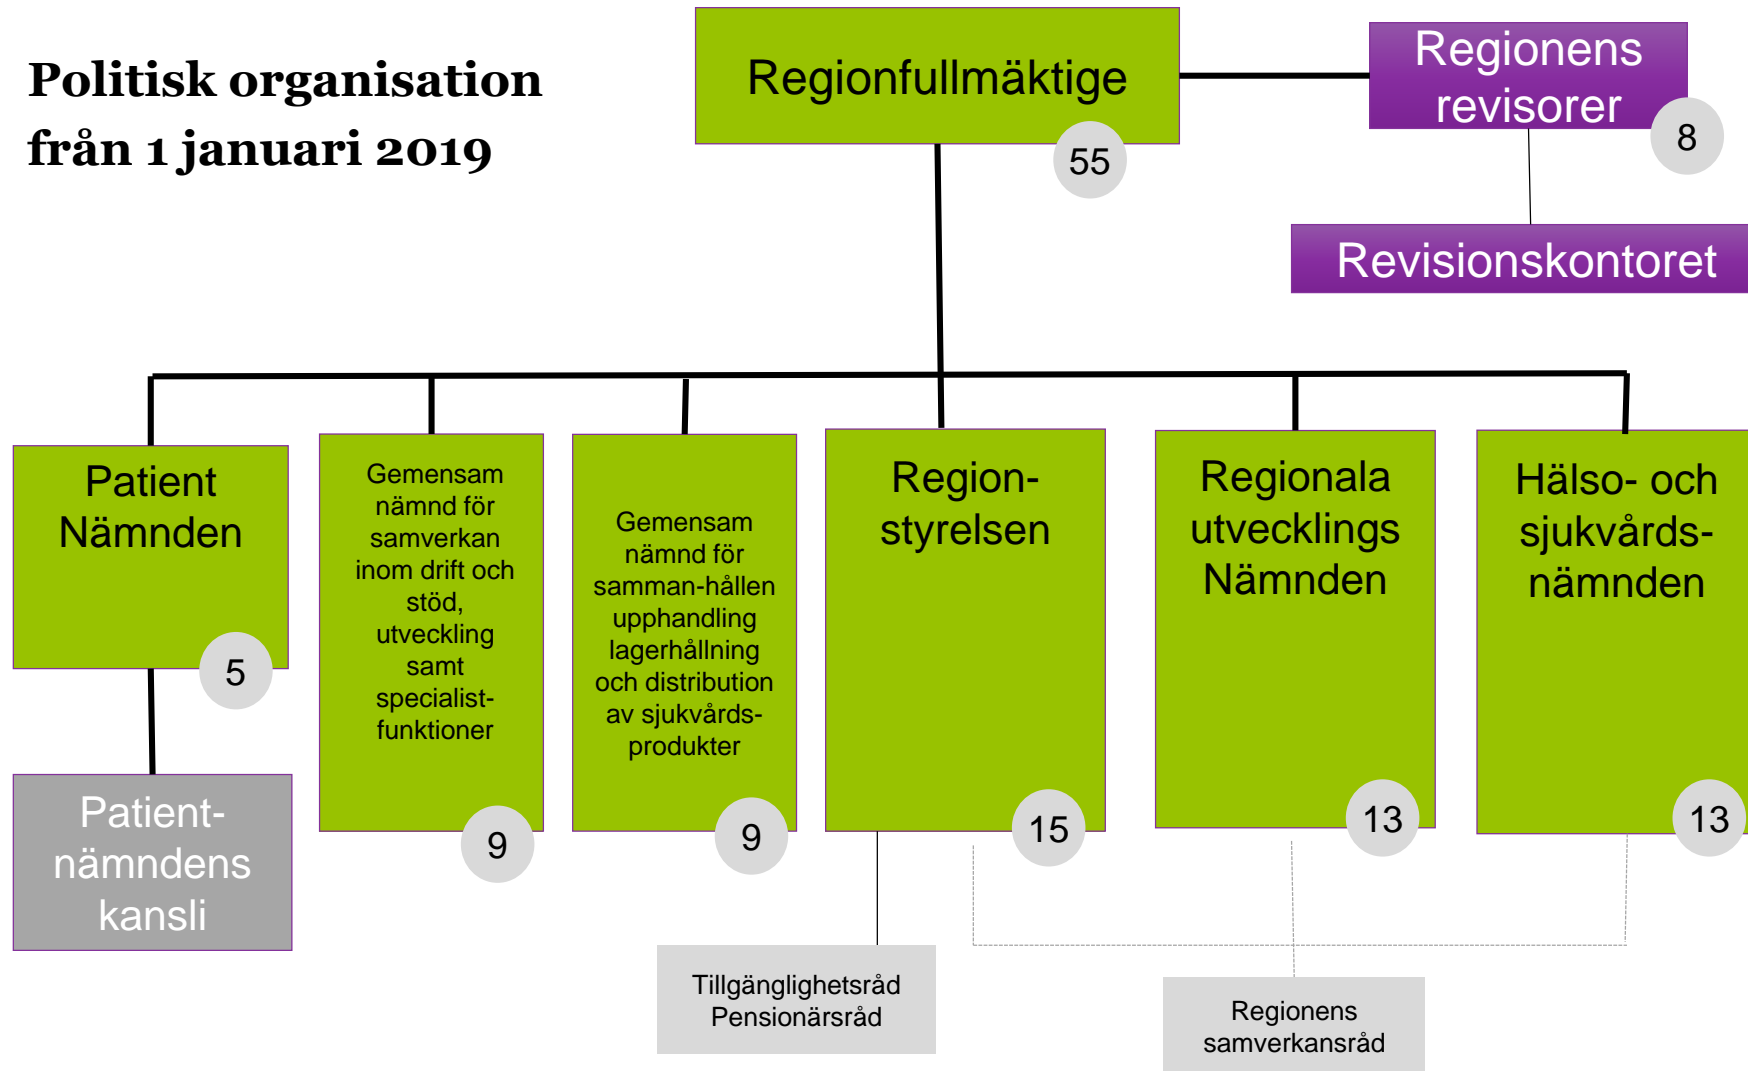 Politisk organisation
från 1 januari 2019
Regionfullmäktige
55
Regionens
revisorer
8
Revisionskontoret
Patient
Nämnden
5
Gemensam
nämnd för
samverkan
inom drift och
stöd,
utveckling
samt
specialist-
funktioner
9
Gemensam
nämnd för
samman-hållen
upphandling
lagerhållning
och distribution
av sjukvårds-
produkter
9
Region-
styrelsen
15
Regionala
utvecklings
Nämnden
13
Hälso- och
sjukvårds-
nämnden
13
Patient-
nämndens
kansli
Tillgänglighetsråd
Pensionärsråd
Regionens
samverkansråd